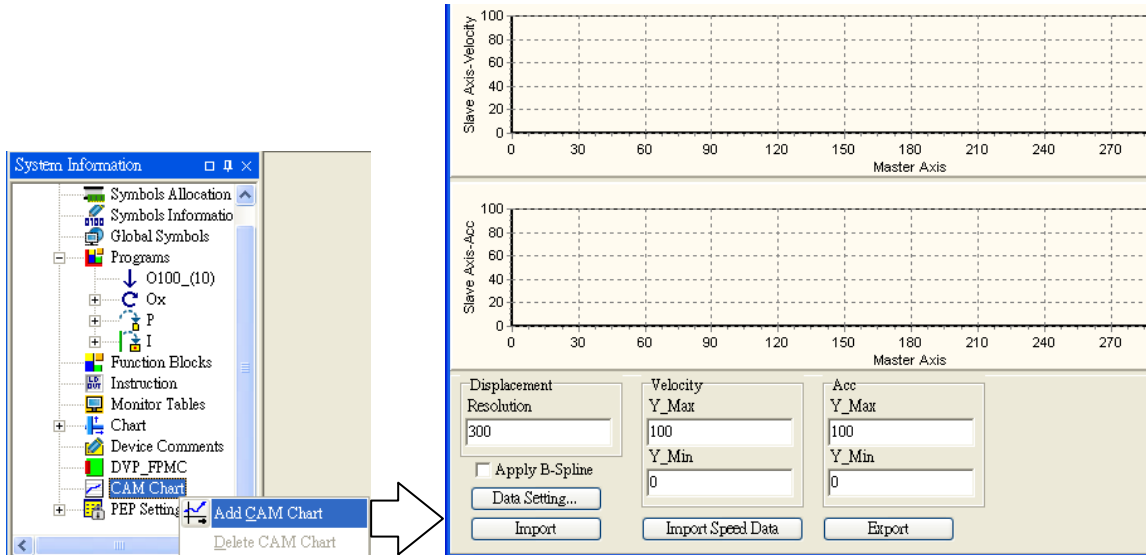 System Information
Symbols Allocation
Symbols Informatio
Global Symbols
Programs
O100_(10)
Ox
P
I
Function Blocks
Instruction
Monitor Tables
Chart
Device Comments
DVP_FPMC
CAM Chart
PEP Setting
Add CAM Chart
Delete CAM Chart
Slave Axis-Velocity
100
80
60
40
20
0
0 30 60 90 120 150 180 210 240 270
Master Axis
Slave Axis-Acc
100
80
60
40
20
0
0 30 60 90 120 150 180 210 240 270
Master Axis
Displacement Velocity Acc
Resolution Y_Max Y_Max
300 100 100
Y_Min Y_Min
Apply B-Spline 0 0
Data Setting...
Import Import Speed Data Export